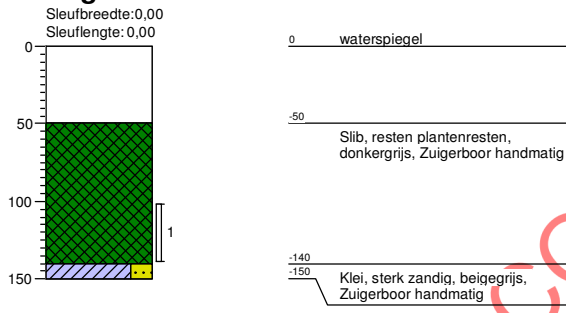 Sleufbreedte:0,00
Sleuflengte: 0,00
0
50
100
150
1
0 waterspiegel
-50
Slib, resten plantenresten,
donkergrijs, Zuigerboor handmatig
-140
-150
Klei, sterk zandig, beigegrijs,
Zuigerboor handmatig